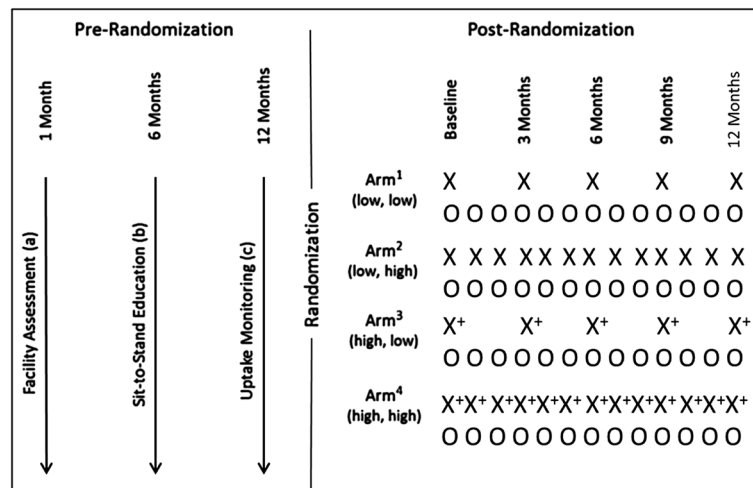 Pre-Randomization
1 Month
6 Months
12 Months
Facility Assessment (a)
Sit-to-Stand Education (b)
Uptake Monitoring (c)
Randomization
Post-Randomization
Baseline
3 Months
6 Months
9 Months
12 Months
Arm¹
(low, low)
X X X X X
O O O O O O O O O O O O O
Arm²
(low, high)
X X X X X X X X X X X X X
O O O O O O O O O O O O O
Arm³
(high, low)
X⁺ X⁺ X⁺ X⁺ X⁺
O O O O O O O O O O O O O
Arm⁴
(high, high)
X⁺X⁺ X⁺X⁺X⁺X⁺ X⁺X⁺X⁺ X⁺X⁺X⁺X⁺
O O O O O O O O O O O O O